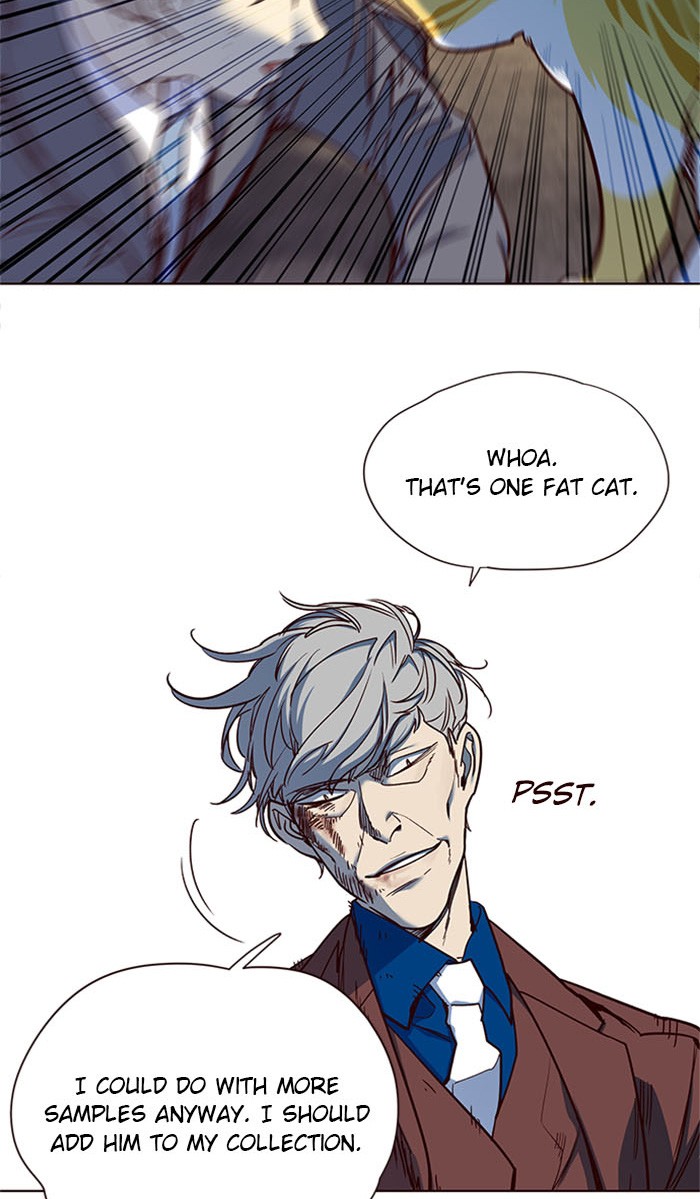 WHOA.
THAT'S ONE FAT CAT.
PSST.
I COULD DO WITH MORE
SAMPLES ANYWAY. I SHOULD
ADD HIM TO MY COLLECTION.